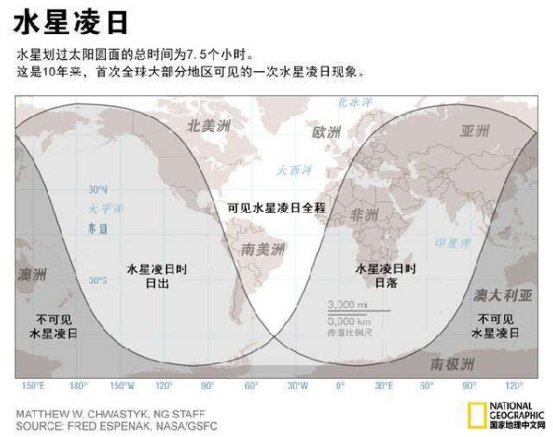 水星凌日
水星划过太阳圆面的总时间为7.5个小时。
这是10年来，首次全球大部分地区可见的一次水星凌日现象。
北冰洋
北美洲
欧洲
亚洲
大西洋
30°N
太平洋
可见水星凌日全程
非洲
赤道
印度洋
南美洲
澳洲
水星凌日时
日出
水星凌日时
日落
30°S
澳大利亚
3,000 mi
3,000 km
赤道比例尺
不可见
水星凌日
不可见
水星凌日
南极洲
150°E 180° 150°W 120° 90° 60° 30°W 0° 30°E 60° 90° 120°
MATTHEW W. CHWASTYK, NG STAFF
SOURCE: FRED ESPENAK, NASA/GSFC
NATIONAL
GEOGRAPHIC
国家地理中文网